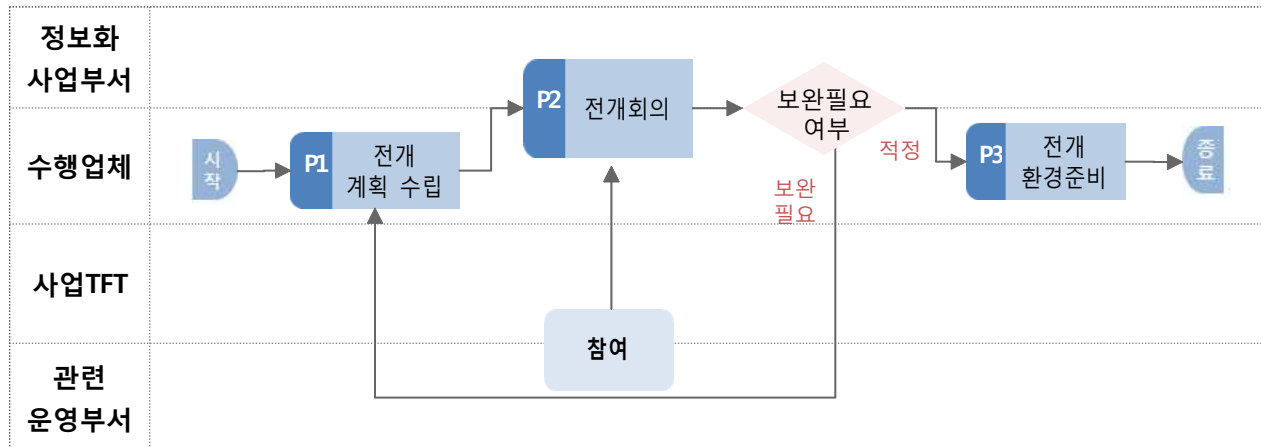 정보화
사업부서
수행업체
사업TFT
관련
운영부서
시
작
P1
전개
계획 수립
P2
전개회의
보완필요
여부
적정
보완
필요
P3
전개
환경준비
종
료
참여